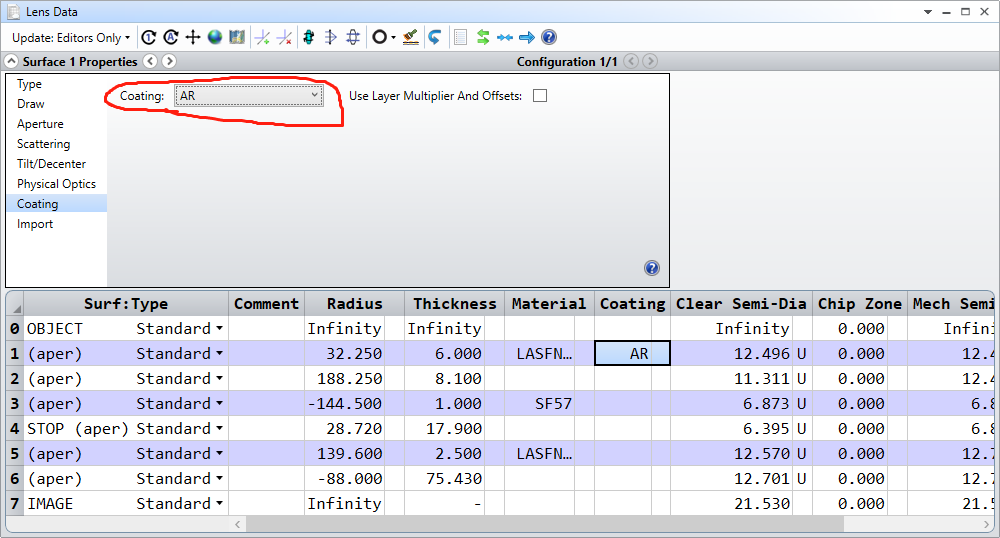 Lens Data
Update: Editors Only
Surface 1 Properties Configuration 1/1
Type
Draw
Aperture
Scattering
Tilt/Decenter
Physical Optics
Coating
Import
Coating: AR Use Layer Multiplier And Offsets:
Surf:Type Comment Radius Thickness Material Coating Clear Semi-Dia Chip Zone Mech Semi
0 OBJECT Standard Infinity Infinity Infinity 0.000 Infini
1 (aper) Standard 32.250 6.000 LASFN... AR 12.496 U 0.000 12.4
2 (aper) Standard 188.250 8.100 11.311 U 0.000 12.4
3 (aper) Standard -144.500 1.000 SF57 6.873 U 0.000 6.8
4 STOP (aper) Standard 28.720 17.900 6.395 U 0.000 6.8
5 (aper) Standard 139.600 2.500 LASFN... 12.570 U 0.000 12.7
6 (aper) Standard -88.000 75.430 12.701 U 0.000 12.7
7 IMAGE Standard Infinity - 21.530 0.000 21.5